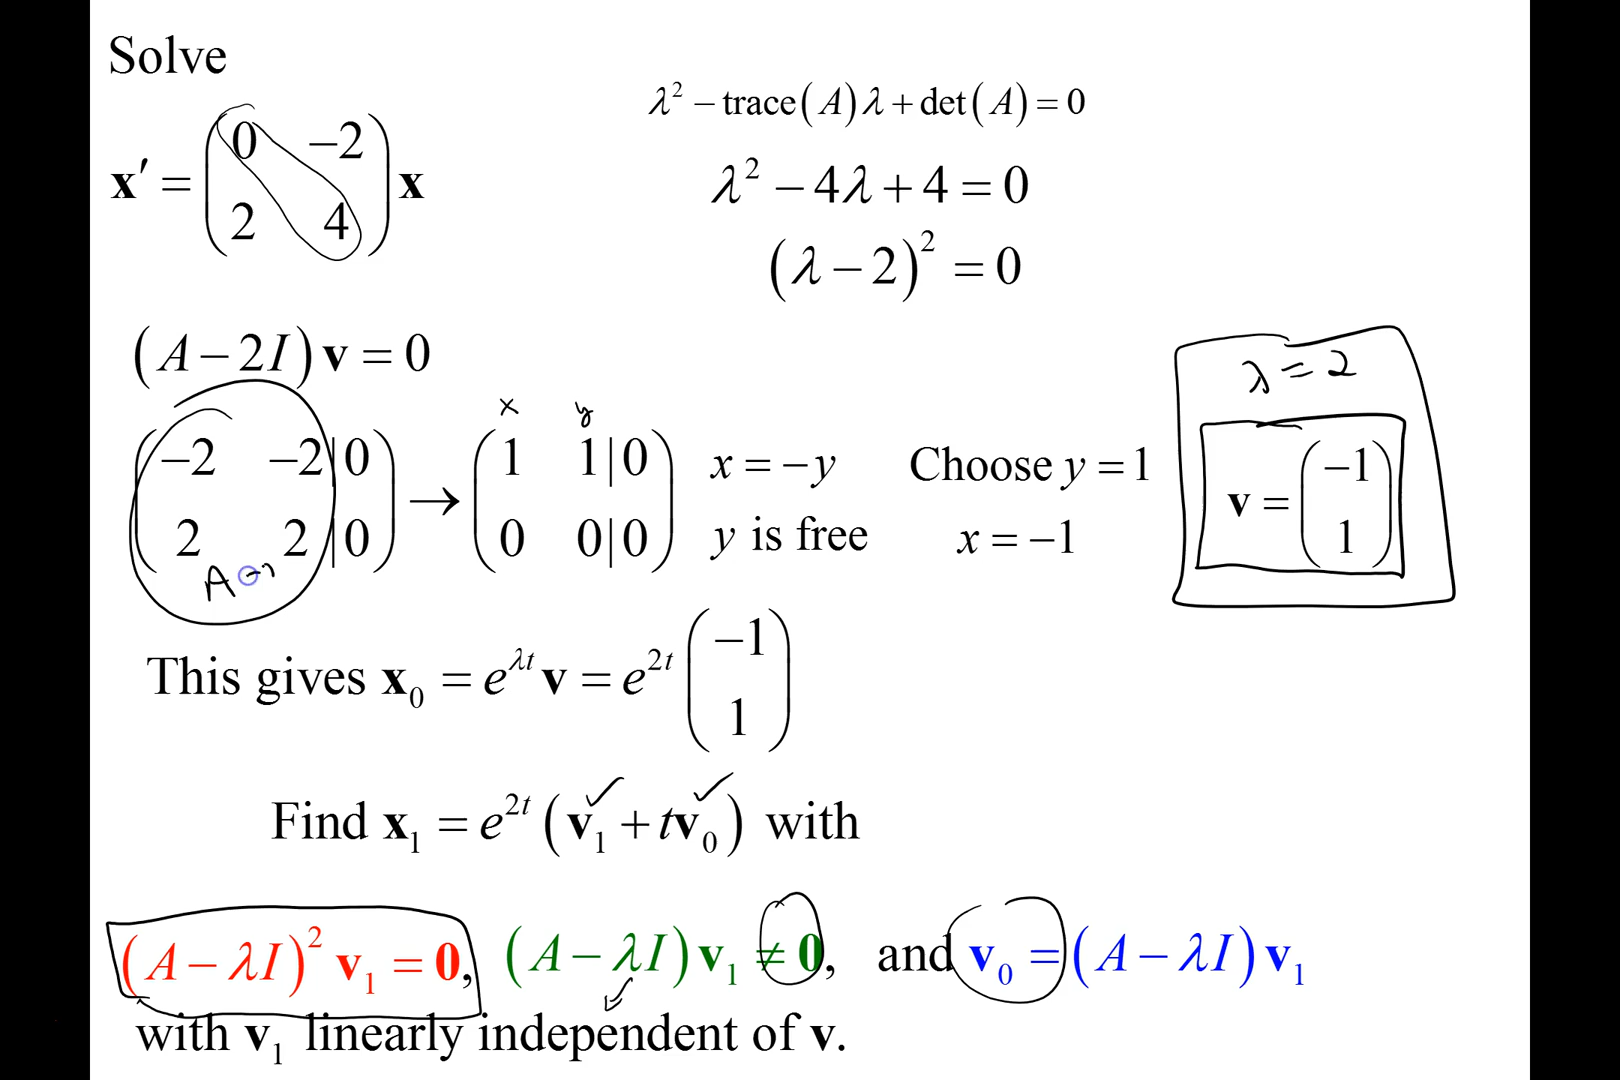 Solve
λ² − trace(A)λ + det(A) = 0
x′ = (0 −2; 2 4) x
λ² − 4λ + 4 = 0
(λ − 2)² = 0
(A − 2I)v = 0
λ = 2
x y
(−2 −2 | 0; 2 2 | 0) → (1 1 | 0; 0 0 | 0)
x = −y
y is free
Choose y = 1
x = −1
v = (−1; 1)
This gives x₀ = e^{λt} v = e^{2t} (−1; 1)
Find x₁ = e^{2t} (v₁ + tv₀) with
(A − λI)² v₁ = 0, (A − λI) v₁ ≠ 0, and v₀ = (A − λI) v₁
with v₁ linearly independent of v.